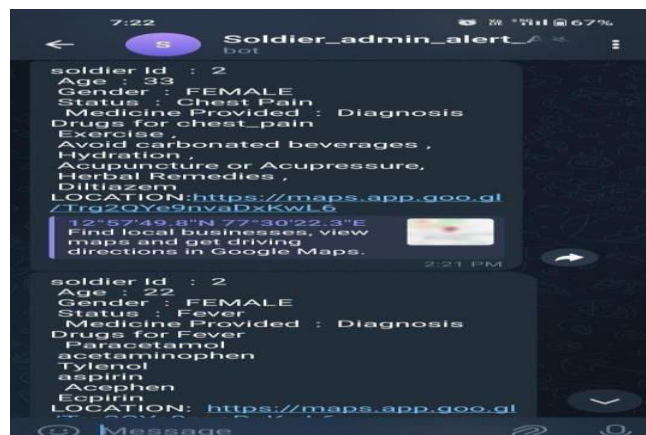 7:22
67%
S
Soldier_admin_alert_A
bot
soldier Id : 2
Age : 33
Gender : FEMALE
Status : Chest Pain
Medicine Provided : Diagnosis
Drugs for chest_pain
Exercise ,
Avoid carbonated beverages ,
Hydration ,
Acupuncture or Acupressure,
Herbal Remedies ,
Diltiazem
LOCATION:https://maps.app.goo.gl
/Trg2QYe9nvaDxKwL6
12°57'49.8"N 77°30'22.3"E
Find local businesses, view
maps and get driving
directions in Google Maps.
2:21 PM
soldier Id : 2
Age : 22
Gender : FEMALE
Status : Fever
Medicine Provided : Diagnosis
Drugs for Fever
Paracetamol
acetaminophen
Tylenol
aspirin
Acephen
Ecpirin
LOCATION: https://maps.app.goo.gl
Message